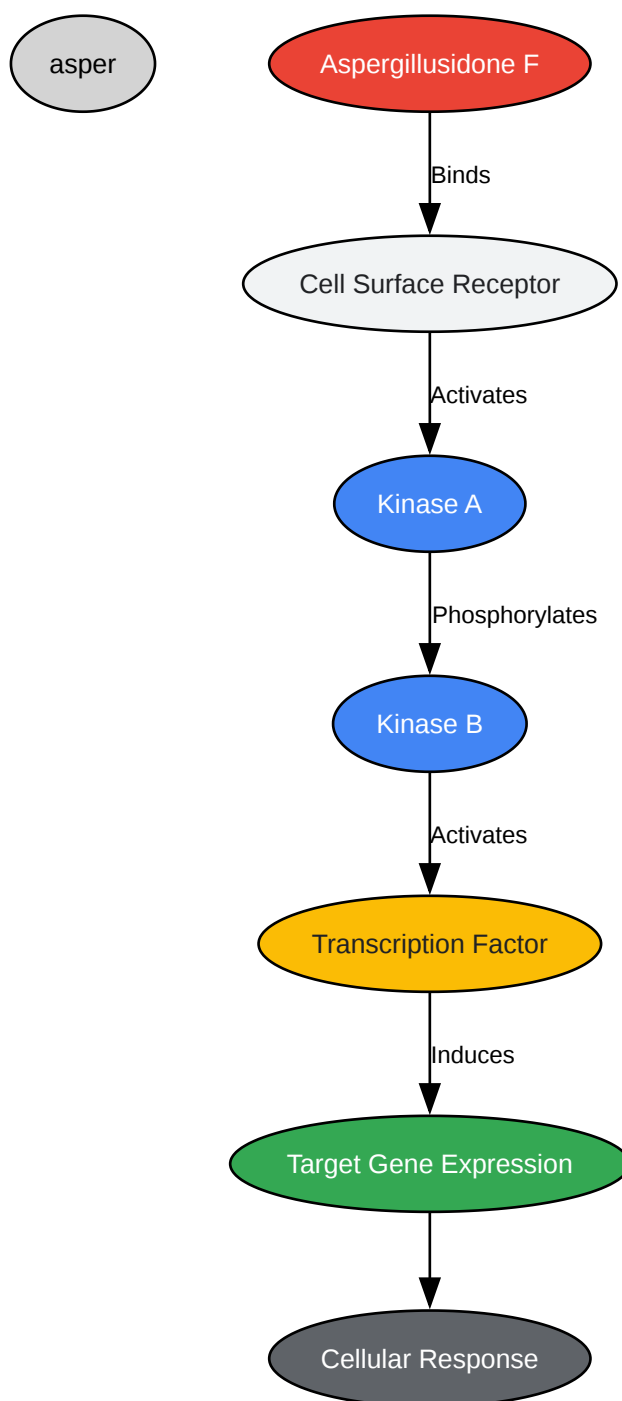 asper
Aspergillusidone F
Binds
Cell Surface Receptor
Activates
Kinase A
Phosphorylates
Kinase B
Activates
Transcription Factor
Induces
Target Gene Expression
Cellular Response